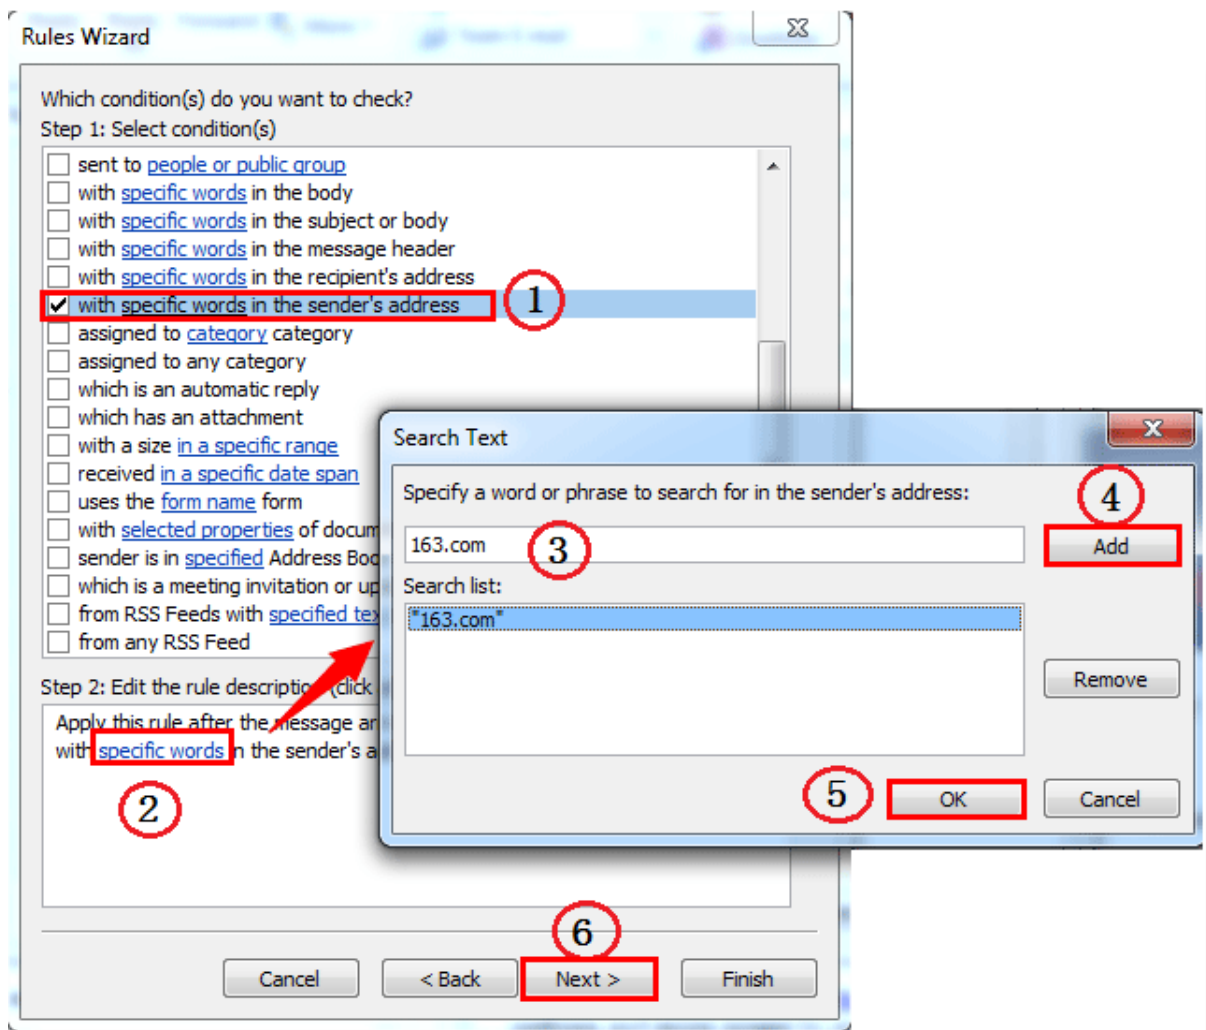 Rules Wizard
Which condition(s) do you want to check?
Step 1: Select condition(s)
sent to people or public group
with specific words in the body
with specific words in the subject or body
with specific words in the message header
with specific words in the recipient's address
with specific words in the sender's address
1
assigned to category category
assigned to any category
which is an automatic reply
which has an attachment
with a size in a specific range
received in a specific date span
uses the form name form
with selected properties of docum
sender is in specified Address Boo
which is a meeting invitation or up
from RSS Feeds with specified tex
from any RSS Feed
Step 2: Edit the rule description (click
Apply this rule after the message ar
with specific words in the sender's a
2
Search Text
Specify a word or phrase to search for in the sender's address:
4
163.com
3
Add
Search list:
"163.com"
Remove
5
OK
Cancel
6
Cancel
< Back
Next >
Finish